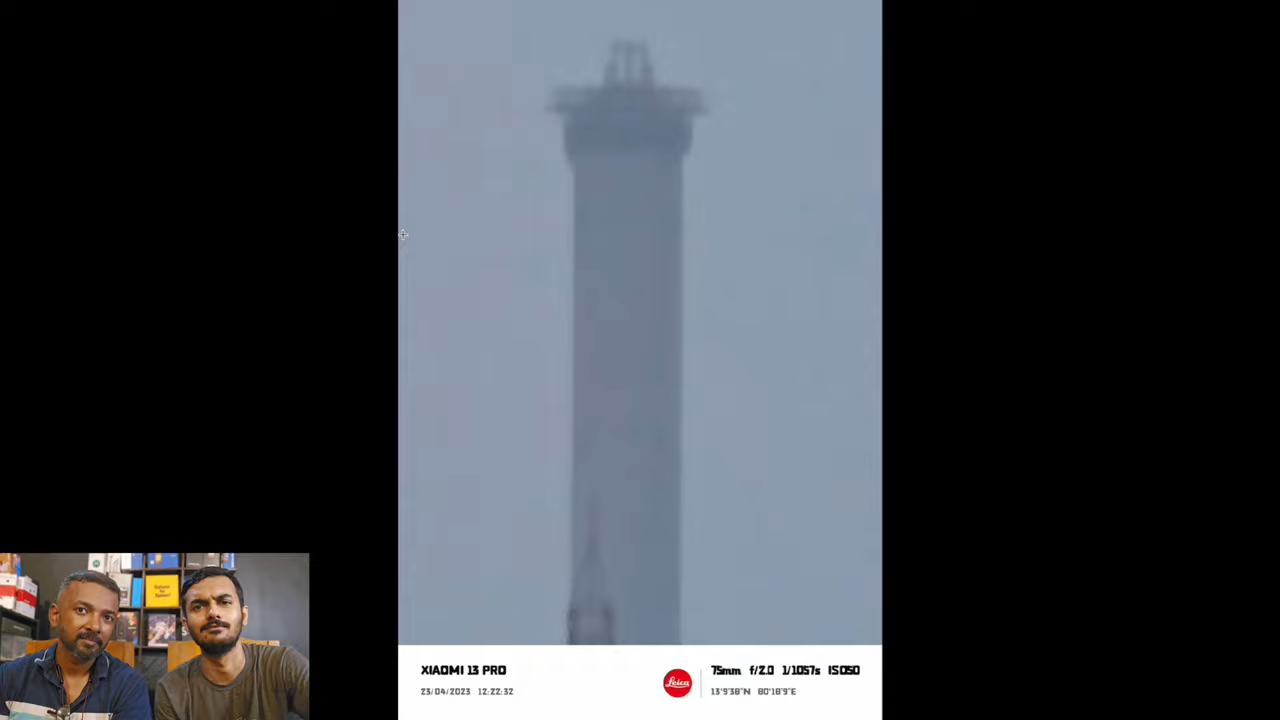 XIAOMI 13 PRO
23/04/2023 12:22:32
Leica
75mm f/2.0 1/1057s ISO50
13°9'38"N 80°18'9"E